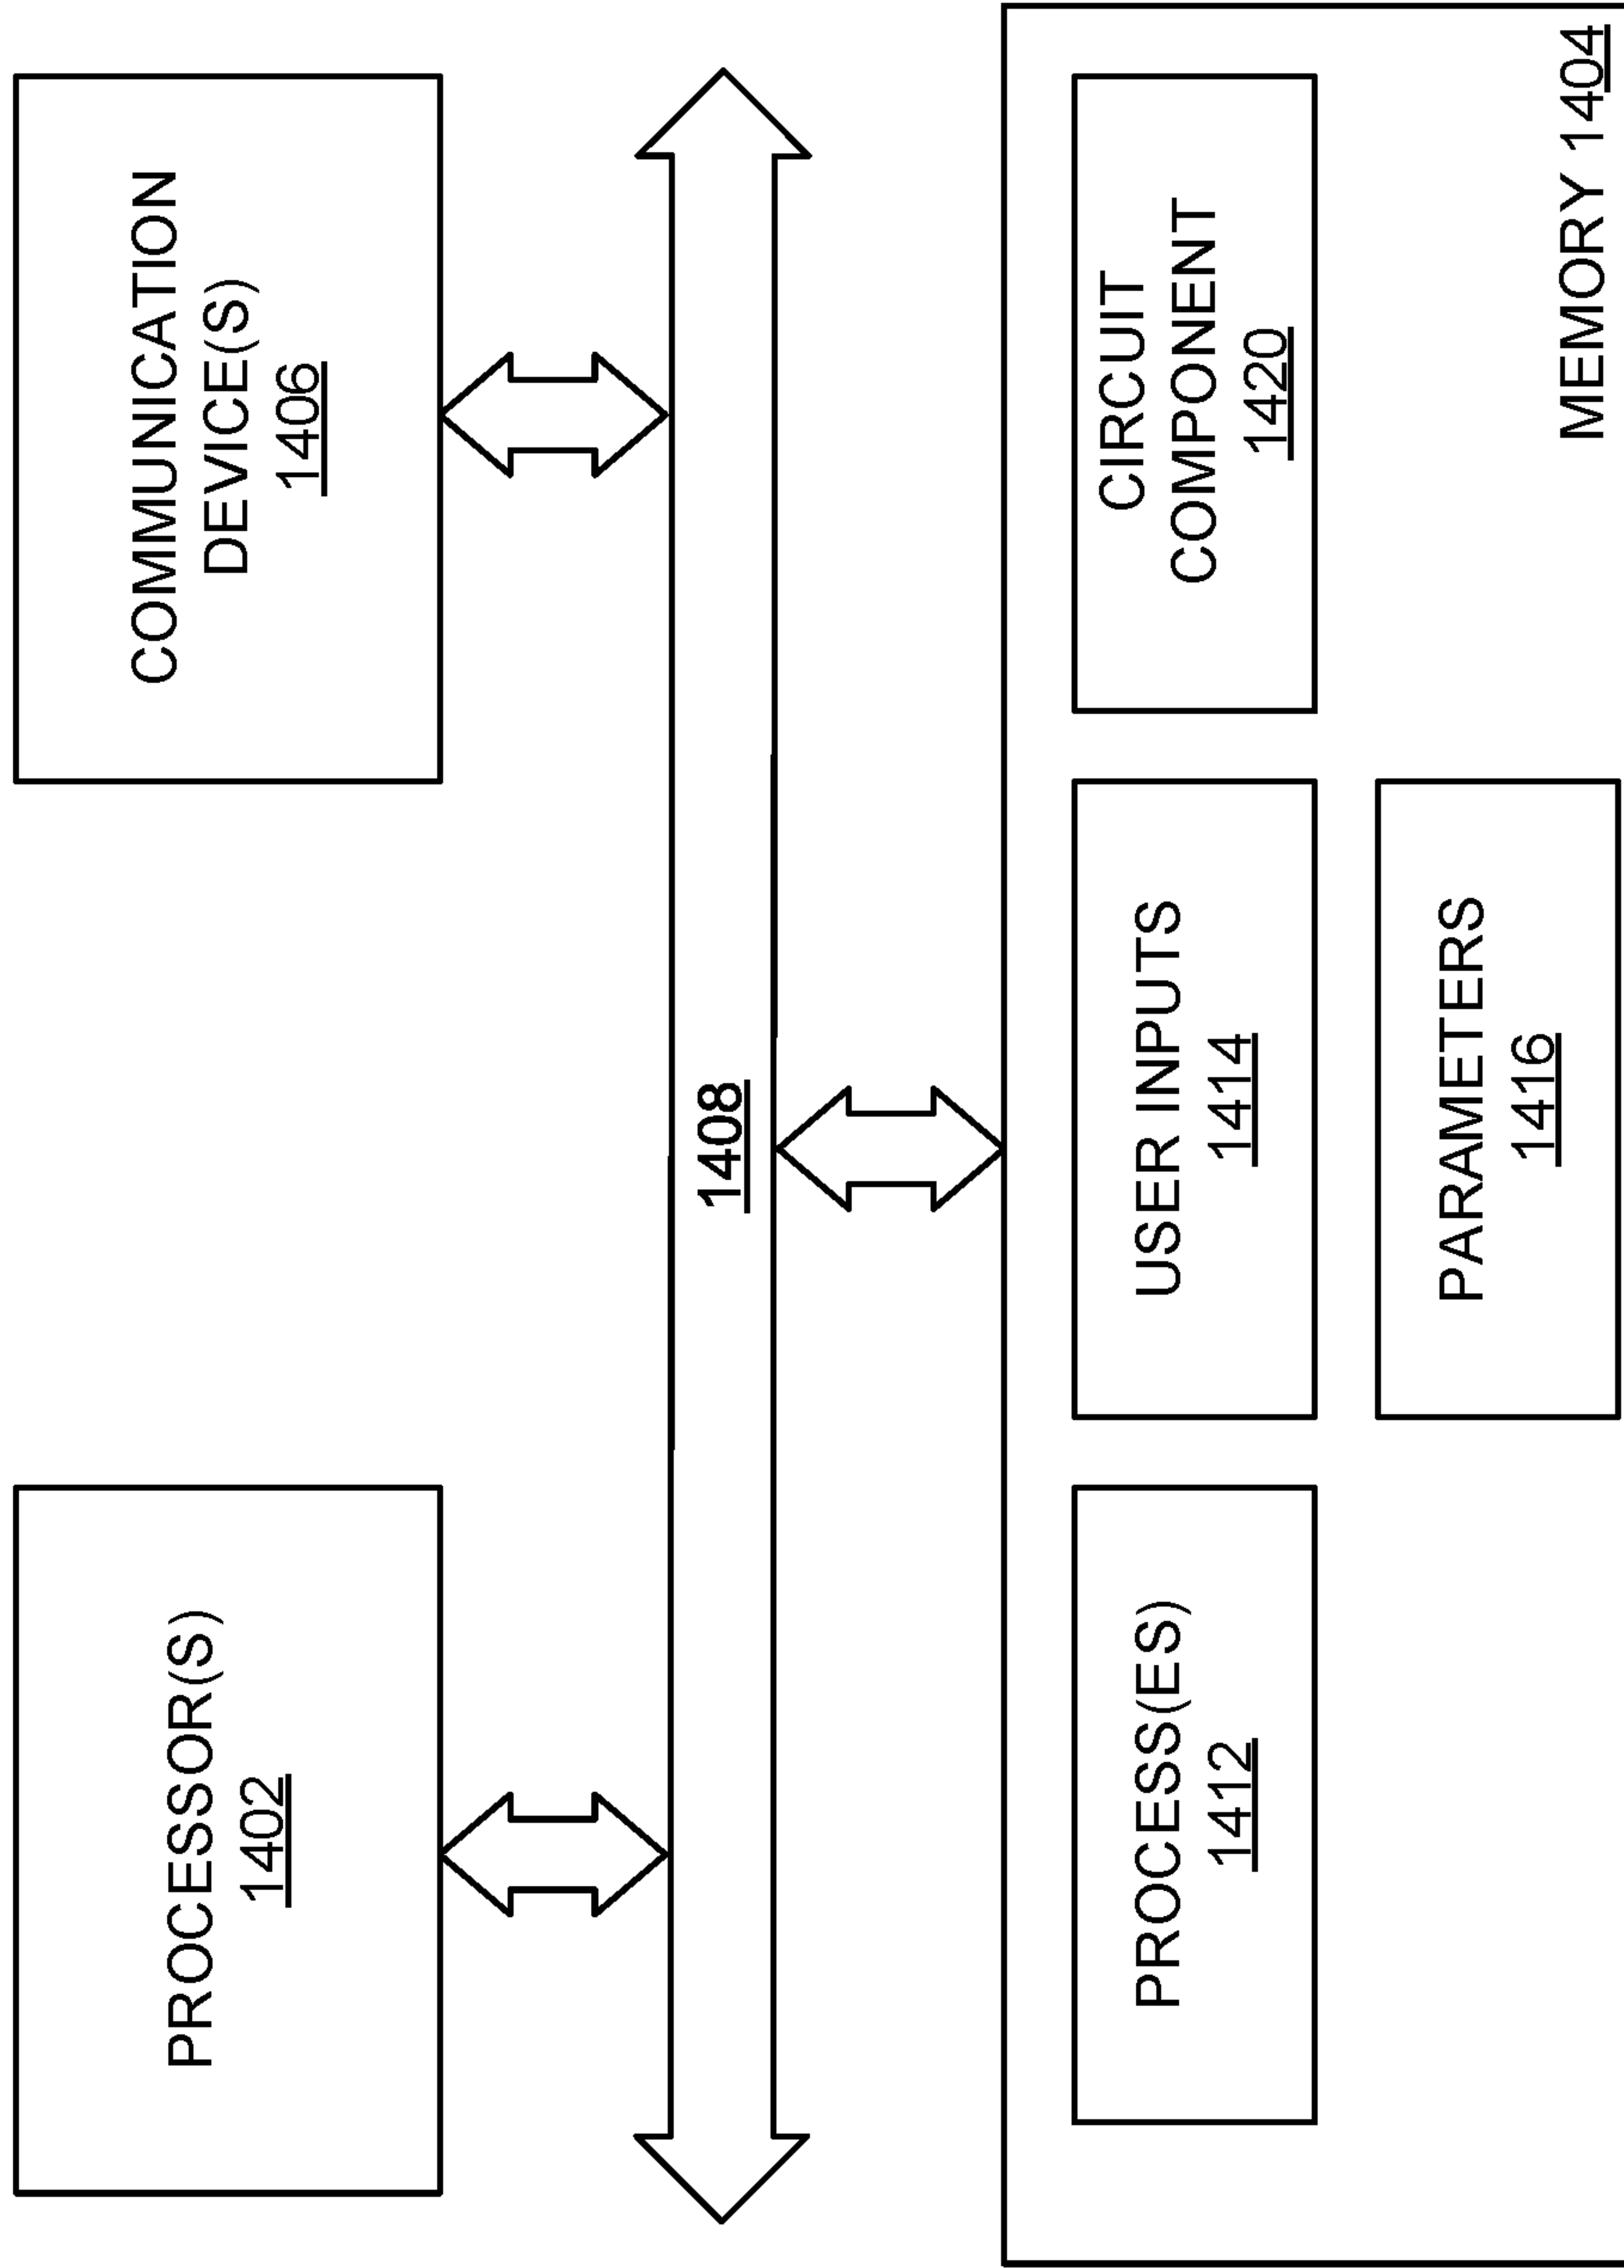 PROCESSOR(S)
1402
COMMUNICATION
DEVICE(S)
1406
1408
PROCESS(ES)
1412
USER INPUTS
1414
CIRCUIT
COMPONENT
1420
PARAMETERS
1416
MEMORY 1404